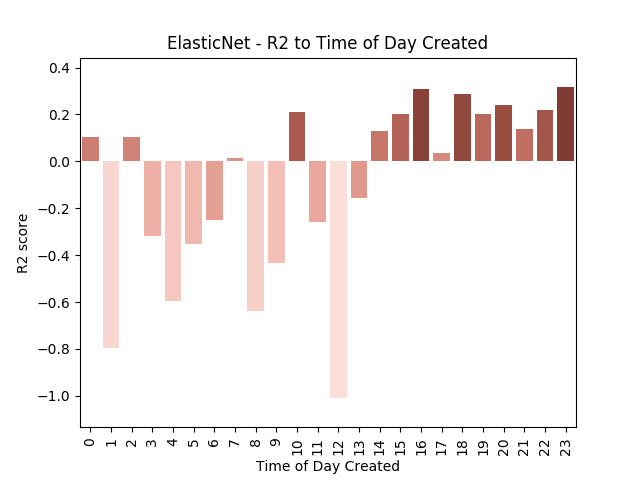 ElasticNet - R2 to Time of Day Created
0.4
0.2
0.0
−0.2
−0.4
−0.6
−0.8
−1.0
R2 score
0 1 2 3 4 5 6 7 8 9 10 11 12 13 14 15 16 17 18 19 20 21 22 23
Time of Day Created